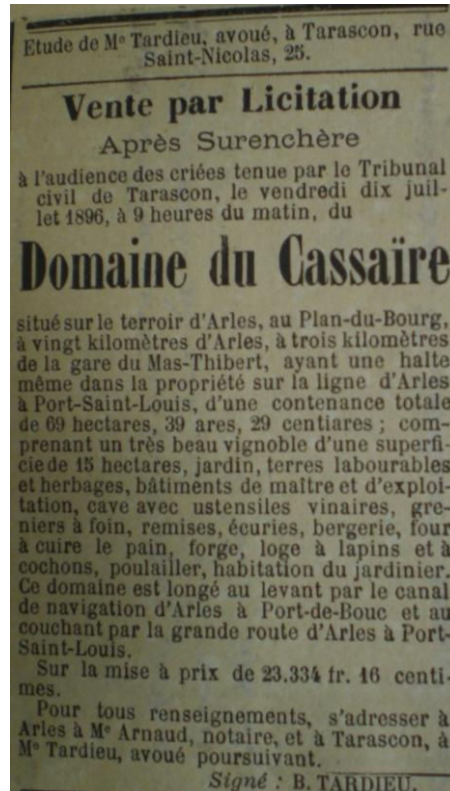 Etude de Me Tardieu, avoué, à Tarascon, rue
Saint-Nicolas, 25.
Vente par Licitation
Après Surenchère
à l'audience des criées tenue par le Tribunal
civil de Tarascon, le vendredi dix juil-
let 1896, à 9 heures du matin, du
Domaine du Cassaïre
situé sur le terroir d'Arles, au Plan-du-Bourg,
à vingt kilomètres d'Arles, à trois kilomètres
de la gare du Mas-Thibert, ayant une halte
même dans la propriété sur la ligne d'Arles
à Port-Saint-Louis, d'une contenance totale
de 69 hectares, 39 ares, 29 centiares ; com-
prenant un très beau vignoble d'une superfi-
cie de 15 hectares, jardin, terres labourables
et herbages, bâtiments de maître et d'exploi-
tation, cave avec ustensiles vinaires, gre-
niers à foin, remises, écuries, bergerie, four
à cuire le pain, forge, loge à lapins et à
cochons, poulailler, habitation du jardinier.
Ce domaine est longé au levant par le canal
de navigation d'Arles à Port-de-Bouc et au
couchant par la grande route d'Arles à Port-
Saint-Louis.
Sur la mise à prix de 23.334 fr. 16 centi-
mes.
Pour tous renseignements, s'adresser à
Arles à Me Arnaud, notaire, et à Tarascon, à
Me Tardieu, avoué poursuivant.
Signé : B. TARDIEU.